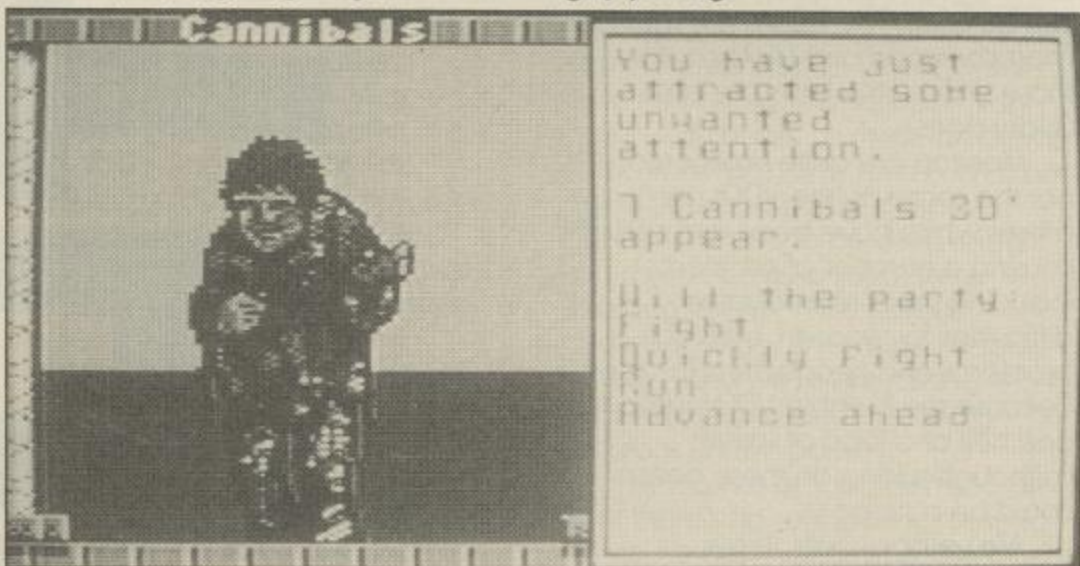 Cannibals
You have just
attracted some
unwanted
attention.
7 Cannibals 30'
appear.
Will the party:
Fight
Quickly Fight
Run
Advance ahead